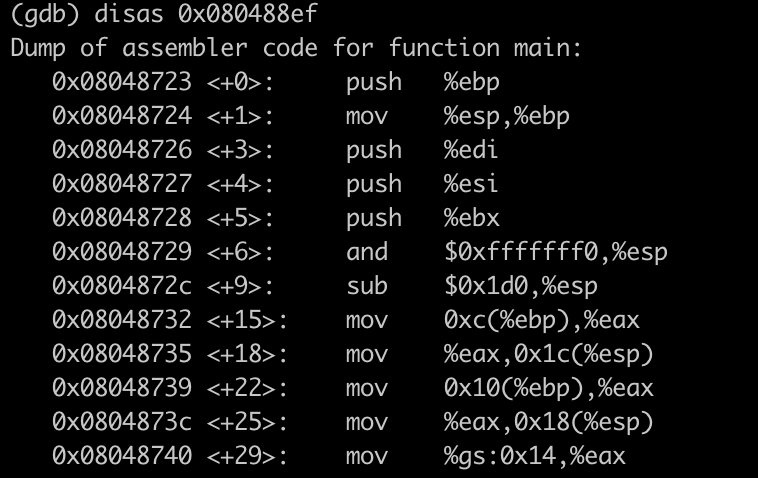 (gdb) disas 0x080488ef
Dump of assembler code for function main:
   0x08048723 <+0>:     push   %ebp
   0x08048724 <+1>:     mov    %esp,%ebp
   0x08048726 <+3>:     push   %edi
   0x08048727 <+4>:     push   %esi
   0x08048728 <+5>:     push   %ebx
   0x08048729 <+6>:     and    $0xfffffff0,%esp
   0x0804872c <+9>:     sub    $0x1d0,%esp
   0x08048732 <+15>:    mov    0xc(%ebp),%eax
   0x08048735 <+18>:    mov    %eax,0x1c(%esp)
   0x08048739 <+22>:    mov    0x10(%ebp),%eax
   0x0804873c <+25>:    mov    %eax,0x18(%esp)
   0x08048740 <+29>:    mov    %gs:0x14,%eax